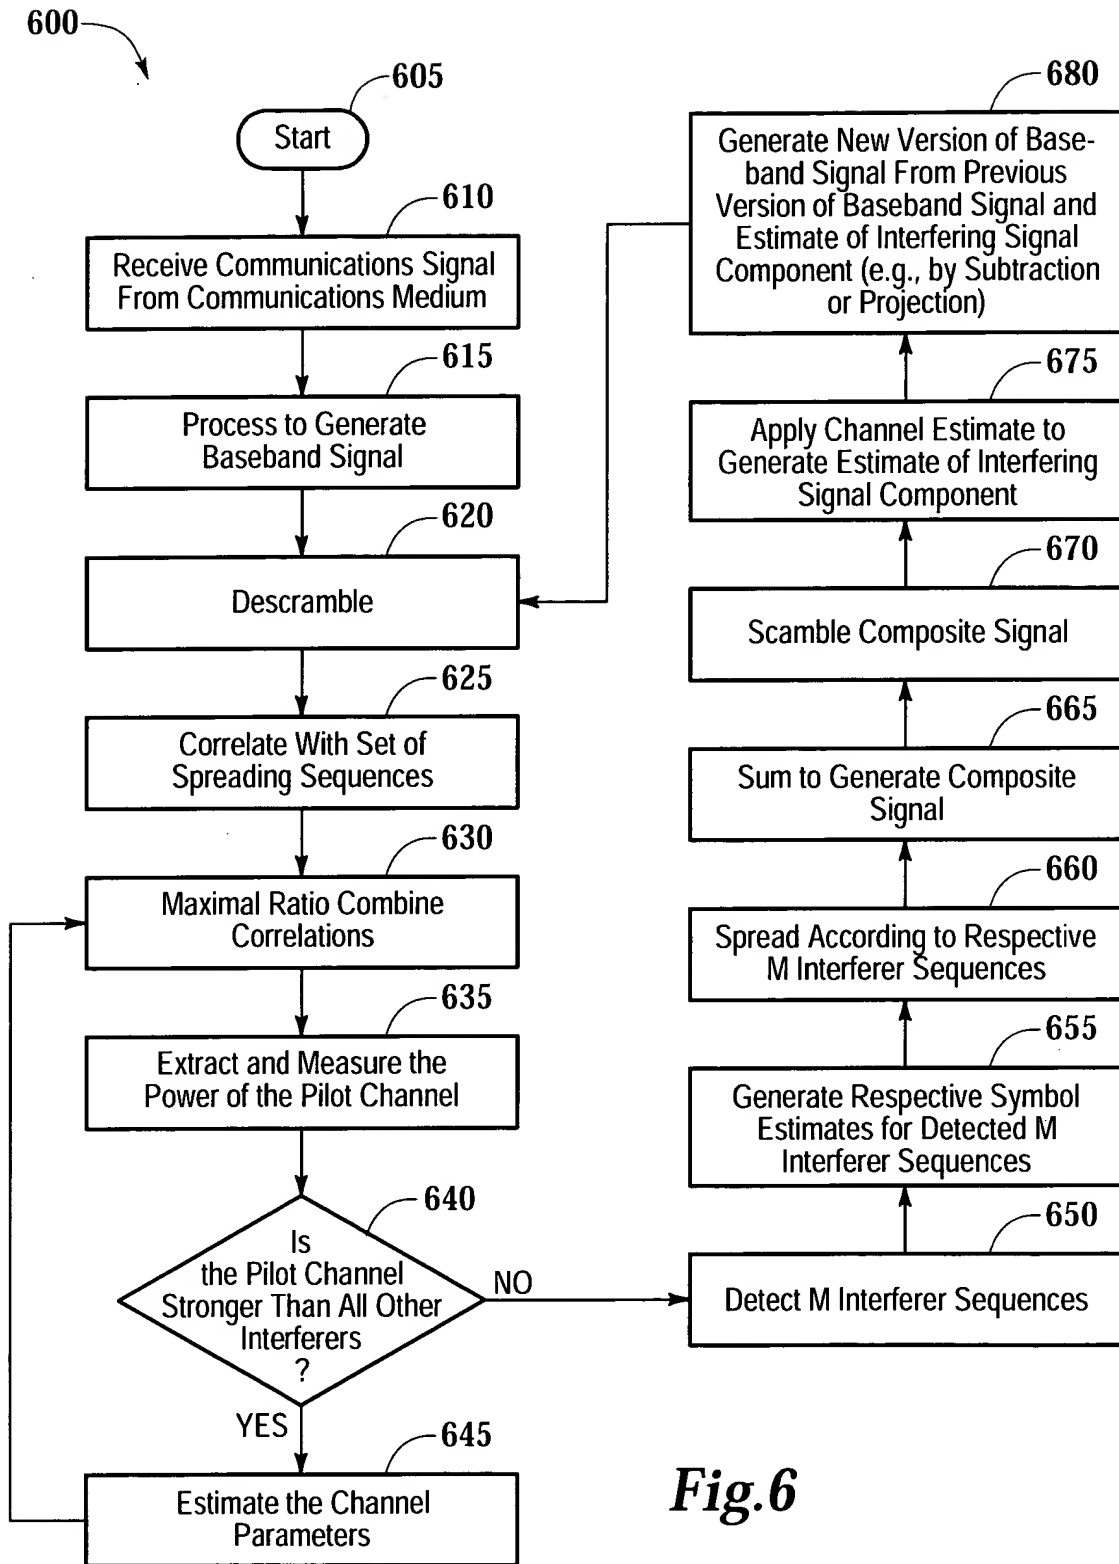 600
605
Start
610
Receive Communications Signal
From Communications Medium
615
Process to Generate
Baseband Signal
620
Descramble
625
Correlate With Set of
Spreading Sequences
630
Maximal Ratio Combine
Correlations
635
Extract and Measure the
Power of the Pilot Channel
640
Is
the Pilot Channel
Stronger Than All Other
Interferers
?
NO
YES
645
Estimate the Channel
Parameters
650
Detect M Interferer Sequences
655
Generate Respective Symbol
Estimates for Detected M
Interferer Sequences
660
Spread According to Respective
M Interferer Sequences
665
Sum to Generate Composite
Signal
670
Scamble Composite Signal
675
Apply Channel Estimate to
Generate Estimate of Interfering
Signal Component
680
Generate New Version of Base-
band Signal From Previous
Version of Baseband Signal and
Estimate of Interfering Signal
Component (e.g., by Subtraction
or Projection)
Fig.6